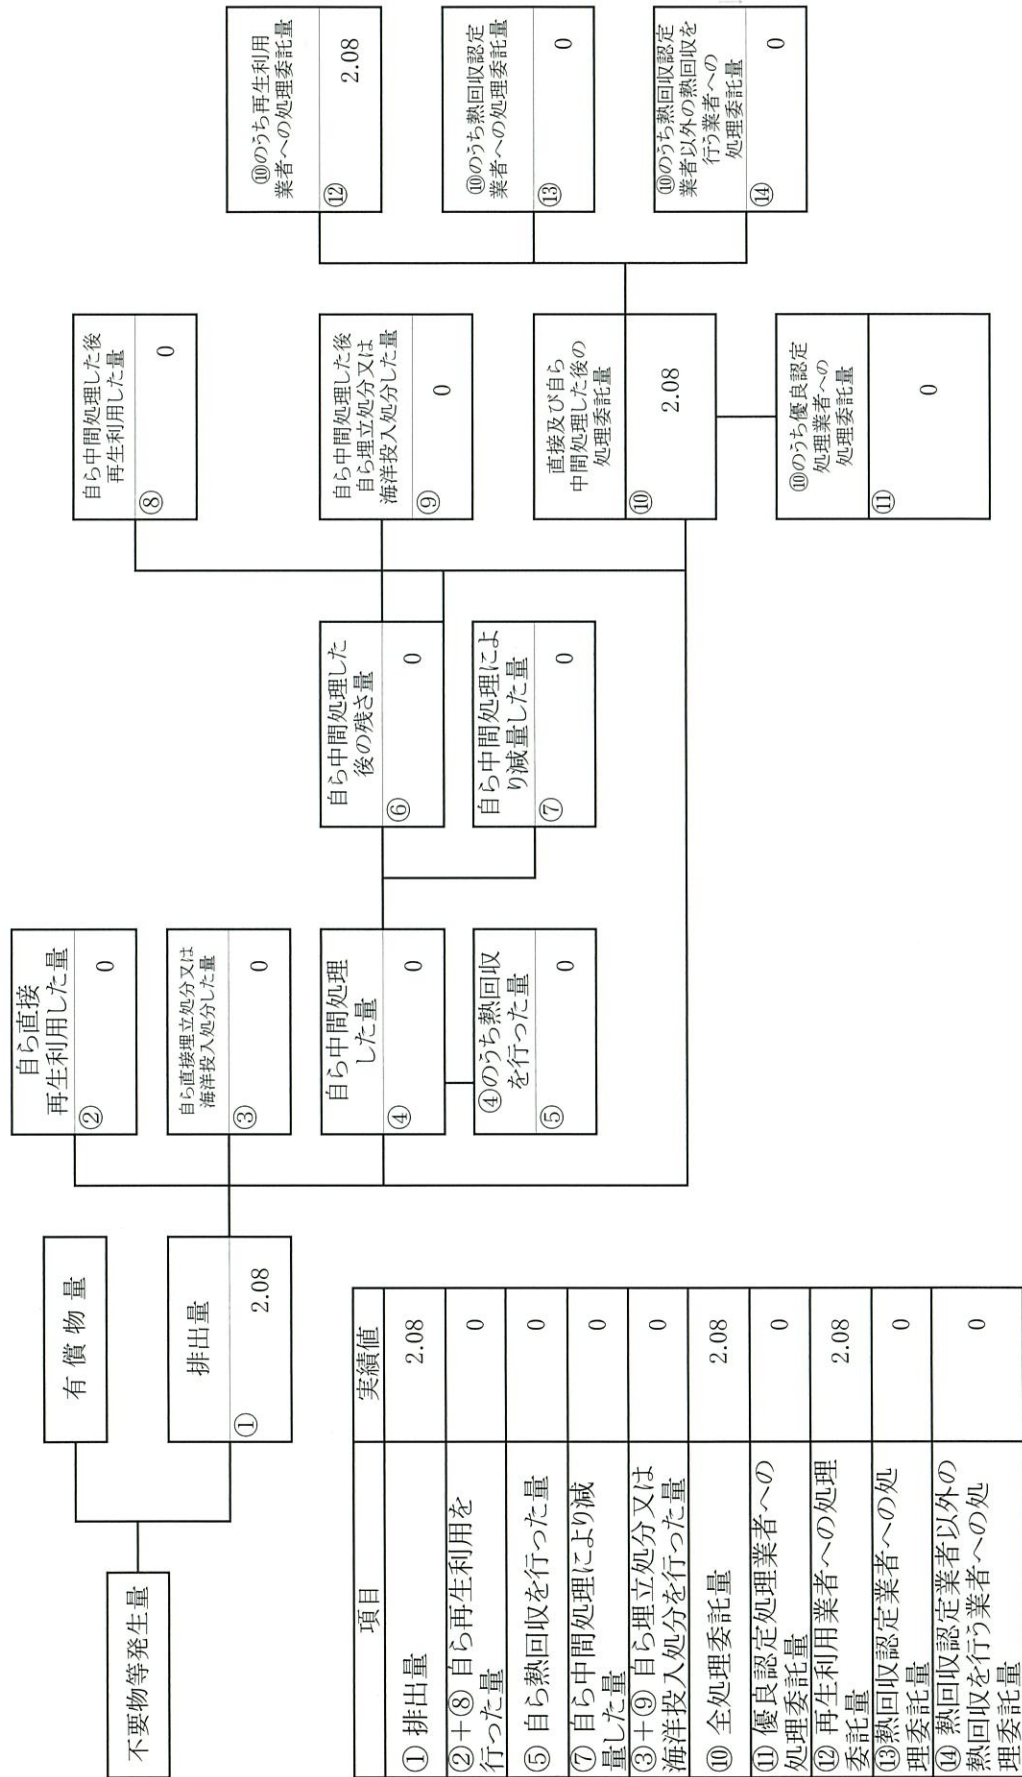 不要物等発生量
有償物量
排出量
①
2.08
自ら直接
再生利用した量
②
0
自ら直接埋立処分又は
海洋投入処分した量
③
0
自ら中間処理
した量
④
0
④のうち熱回収
を行った量
⑤
0
自ら中間処理した
後の残さ量
⑥
0
自ら中間処理によ
り減量した量
⑦
0
自ら中間処理した後
再生利用した量
⑧
0
自ら中間処理した後
自ら埋立処分又は
海洋投入処分した量
⑨
0
直接及び自ら
中間処理した後の
処理委託量
⑩
2.08
⑩のうち優良認定
処理業者への
処理委託量
⑪
0
⑩のうち再生利用
業者への処理委託量
⑫
2.08
⑩のうち熱回収認定
業者への処理委託量
⑬
0
⑩のうち熱回収認定
業者以外の熱回収を
行う業者への
処理委託量
⑭
0
項目 実績値
① 排出量 2.08
②+⑧ 自ら再生利用を
行った量 0
⑤ 自ら熱回収を行った量 0
⑦ 自ら中間処理により減
量した量 0
③+⑨ 自ら埋立処分又は
海洋投入処分を行った量 0
⑩ 全処理委託量 2.08
⑪ 優良認定処理業者への
処理委託量 0
⑫ 再生利用業者への処理
委託量 2.08
⑬熱回収認定業者への処
理委託量 0
⑭ 熱回収認定業者以外の
熱回収を行う業者への処
理委託量 0